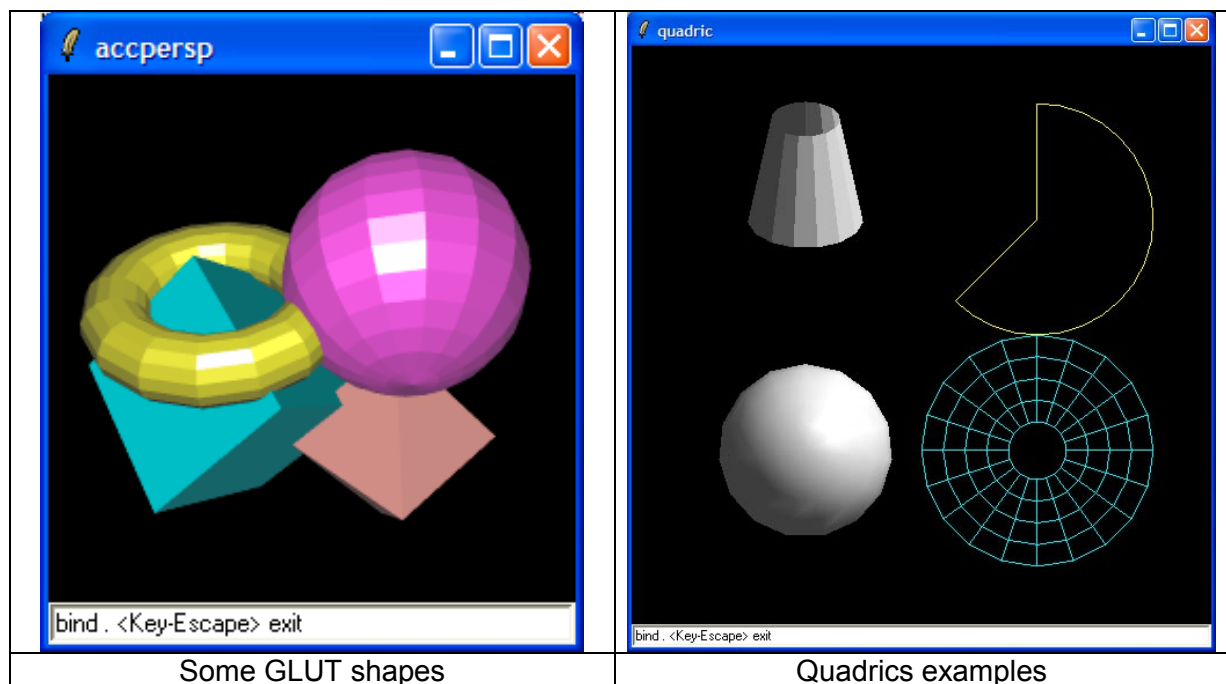 accpersp
bind . <Key-Escape> exit
Some GLUT shapes
quadric
bind . <Key-Escape> exit
Quadrics examples